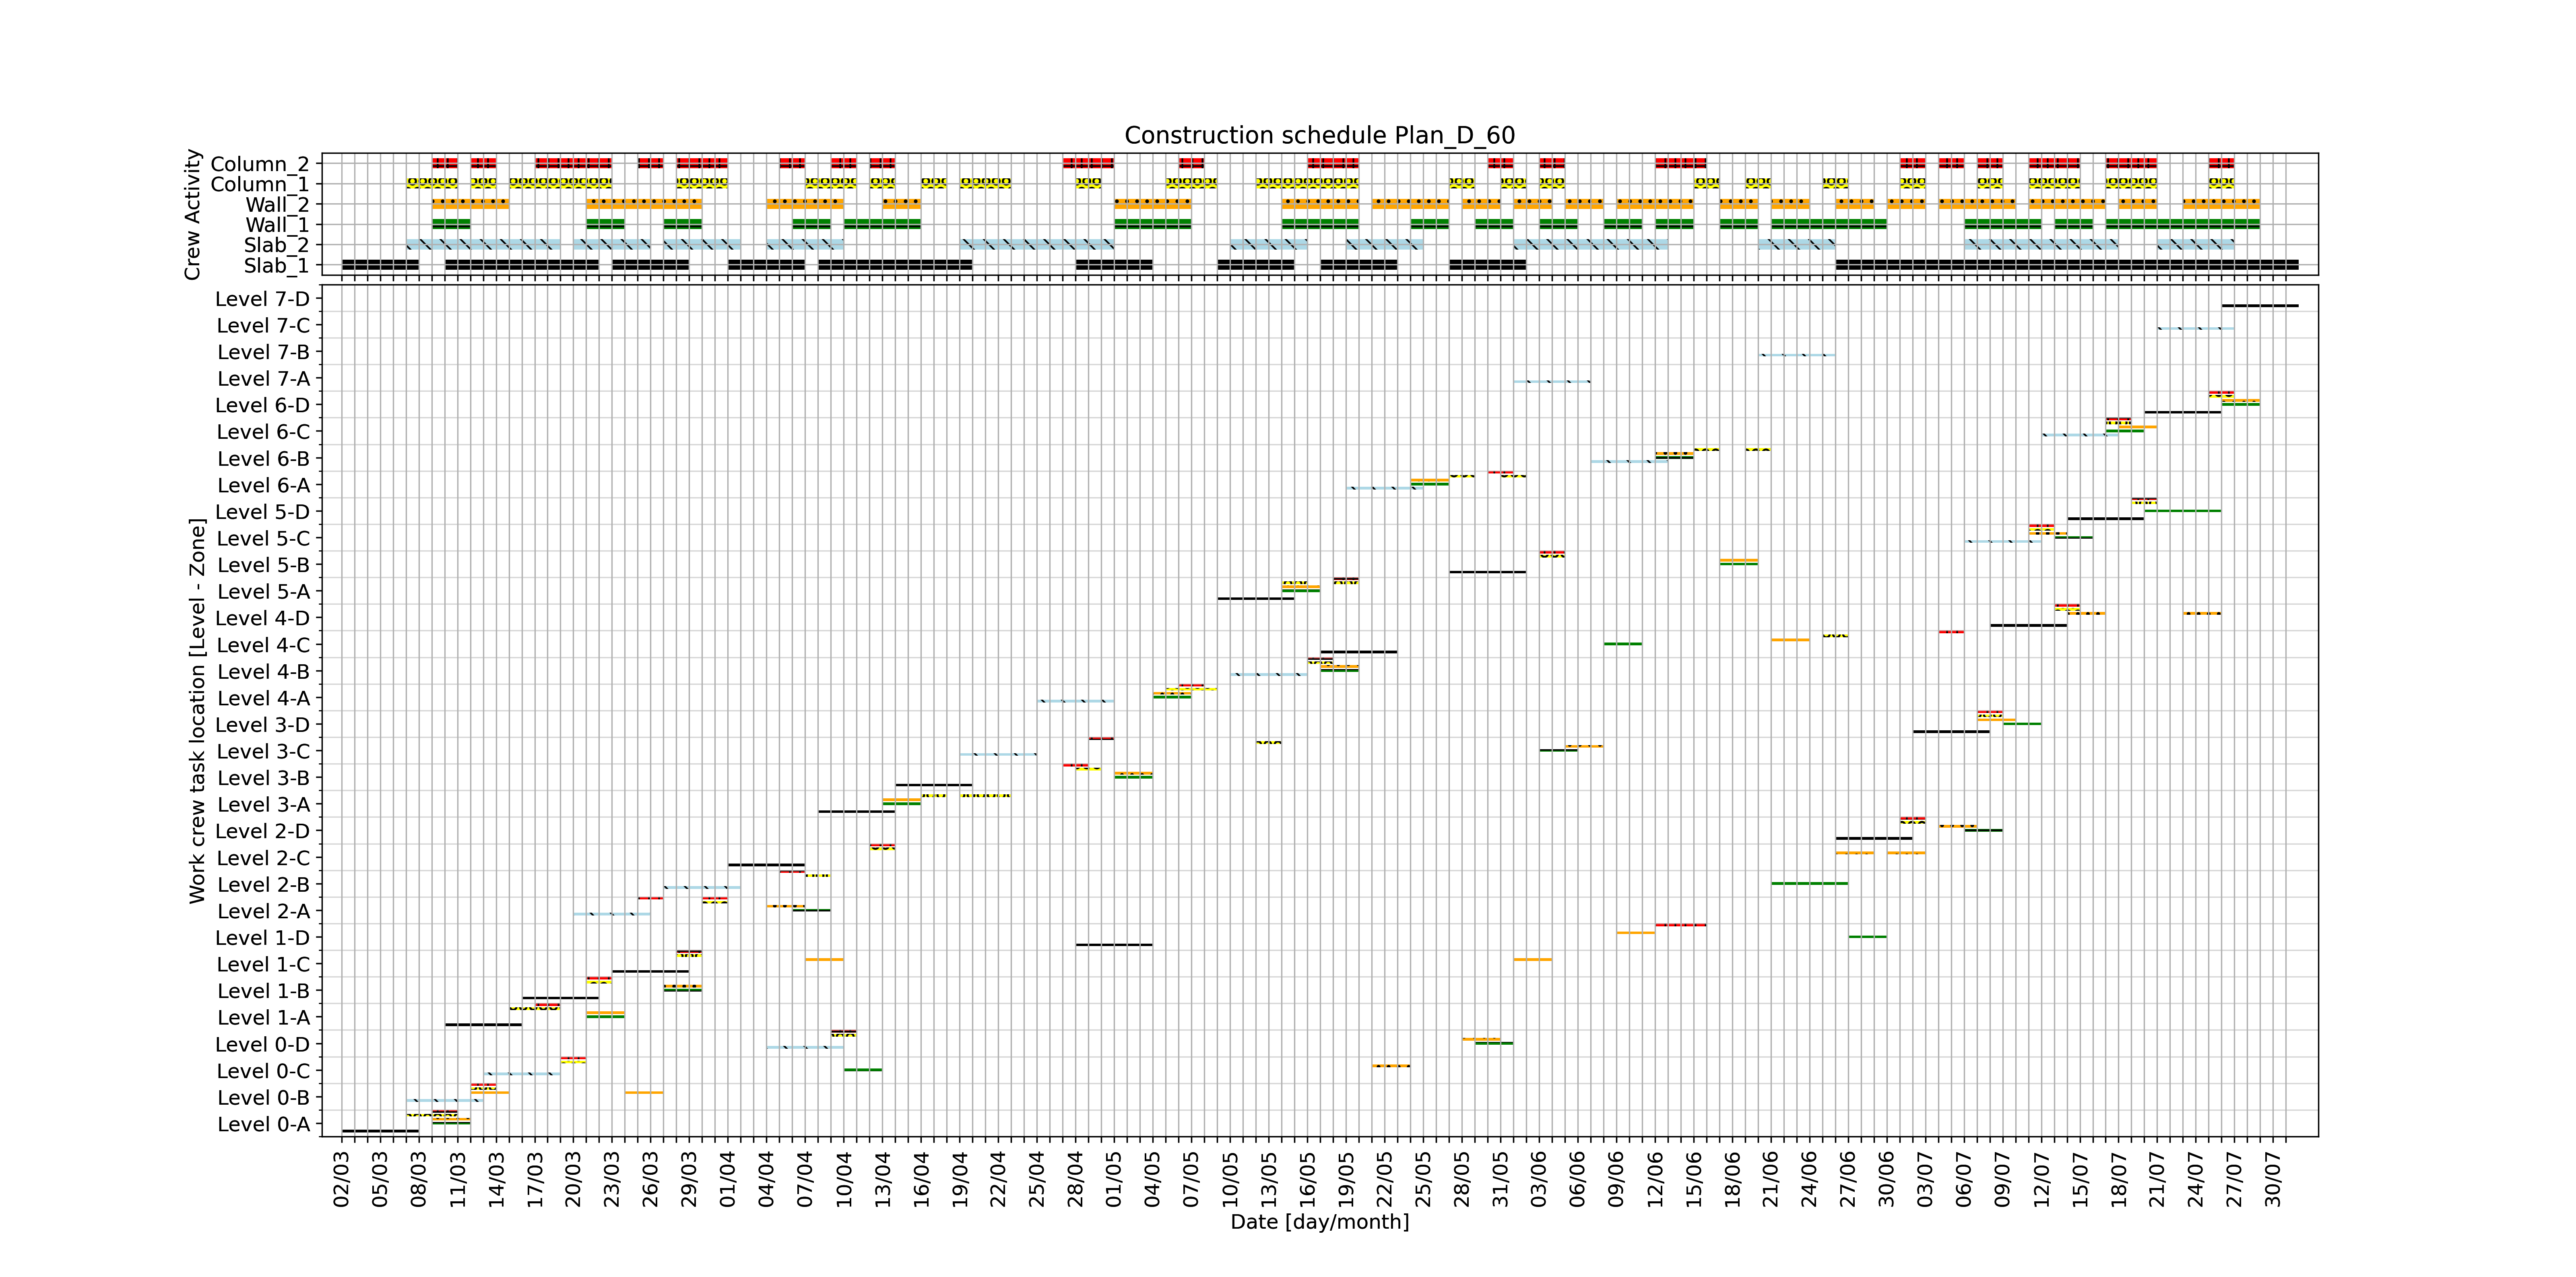 Construction schedule Plan_D_60
Crew Activity
Column_2
Column_1
Wall_2
Wall_1
Slab_2
Slab_1
Work crew task location [Level - Zone]
Level 7-D
Level 7-C
Level 7-B
Level 7-A
Level 6-D
Level 6-C
Level 6-B
Level 6-A
Level 5-D
Level 5-C
Level 5-B
Level 5-A
Level 4-D
Level 4-C
Level 4-B
Level 4-A
Level 3-D
Level 3-C
Level 3-B
Level 3-A
Level 2-D
Level 2-C
Level 2-B
Level 2-A
Level 1-D
Level 1-C
Level 1-B
Level 1-A
Level 0-D
Level 0-C
Level 0-B
Level 0-A
02/03 05/03 08/03 11/03 14/03 17/03 20/03 23/03 26/03 29/03 01/04 04/04 07/04 10/04 13/04 16/04 19/04 22/04 25/04 28/04 01/05 04/05 07/05 10/05 13/05 16/05 19/05 22/05 25/05 28/05 31/05 03/06 06/06 09/06 12/06 15/06 18/06 21/06 24/06 27/06 30/06 03/07 06/07 09/07 12/07 15/07 18/07 21/07 24/07 27/07 30/07
Date [day/month]